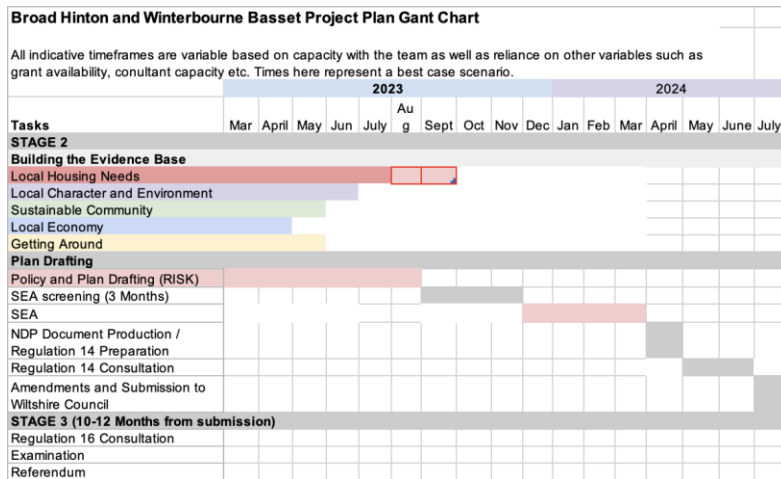 Broad Hinton and Winterbourne Basset Project Plan Gant Chart
All indicative timeframes are variable based on capacity with the team as well as reliance on other variables such as
grant availability, conultant capacity etc. Times here represent a best case scenario.
2023 2024
Tasks Mar April May Jun July Au
g Sept Oct Nov Dec Jan Feb Mar April May June July
STAGE 2
Building the Evidence Base
Local Housing Needs
Local Character and Environment
Sustainable Community
Local Economy
Getting Around
Plan Drafting
Policy and Plan Drafting (RISK)
SEA screening (3 Months)
SEA
NDP Document Production /
Regulation 14 Preparation
Regulation 14 Consultation
Amendments and Submission to
Wiltshire Council
STAGE 3 (10-12 Months from submission)
Regulation 16 Consultation
Examination
Referendum